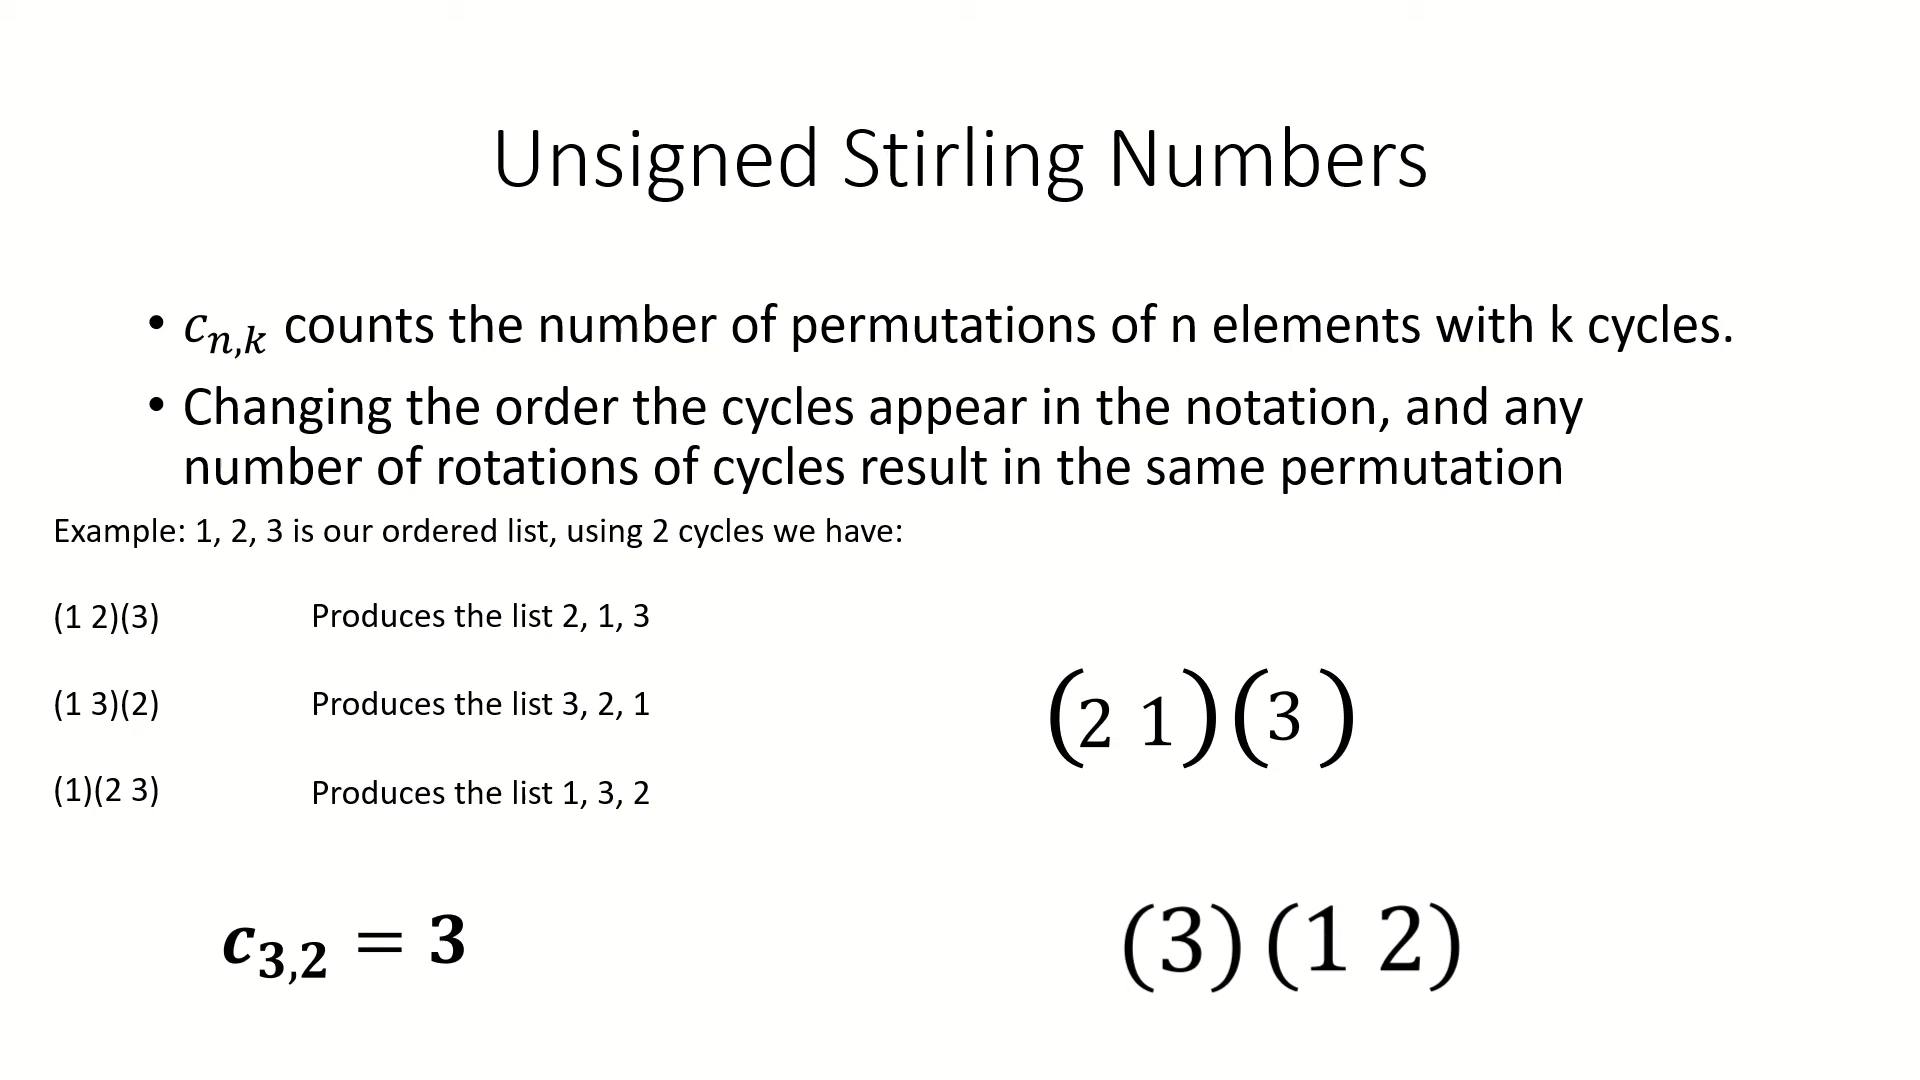 Unsigned Stirling Numbers
• $c_{n,k}$ counts the number of permutations of n elements with k cycles.
• Changing the order the cycles appear in the notation, and any
number of rotations of cycles result in the same permutation
Example: 1, 2, 3 is our ordered list, using 2 cycles we have:
(1 2)(3) Produces the list 2, 1, 3
(1 3)(2) Produces the list 3, 2, 1
(1)(2 3) Produces the list 1, 3, 2
$c_{3,2} = 3$
(2 1)(3 )
(3)(1 2)